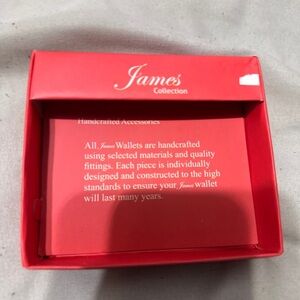 James
Collection
Handcrafted Accessories
All James Wallets are handcrafted
using selected materials and quality
fittings. Each piece is individually
designed and constructed to the high
standards to ensure your James wallet
will last many years.